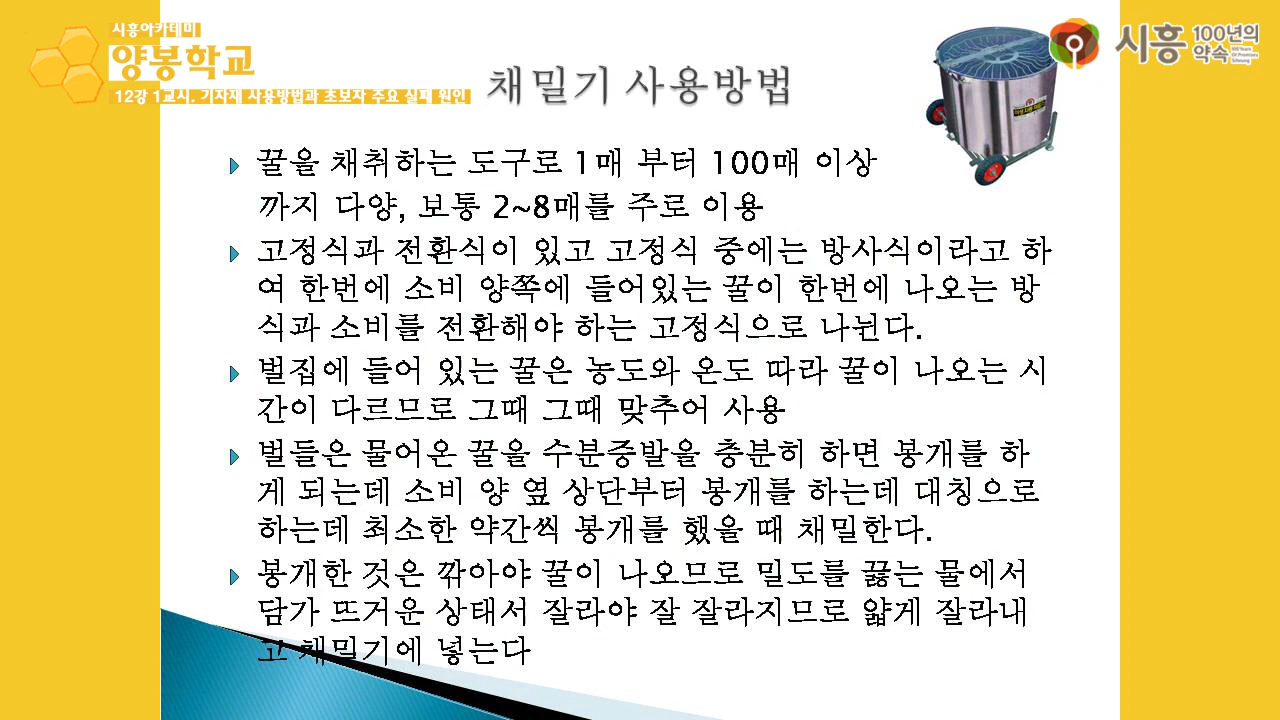 시흥아카데미
양봉학교
12강 1교시. 기자재 사용방법과 초보자 주요 실패 원인
채밀기 사용방법
시흥 100년의
약속
꿀을 채취하는 도구로 1매 부터 100매 이상
까지 다양, 보통 2~8매를 주로 이용
고정식과 전환식이 있고 고정식 중에는 방사식이라고 하
여 한번에 소비 양쪽에 들어있는 꿀이 한번에 나오는 방
식과 소비를 전환해야 하는 고정식으로 나뉜다.
벌집에 들어 있는 꿀은 농도와 온도 따라 꿀이 나오는 시
간이 다르므로 그때 그때 맞추어 사용
벌들은 물어온 꿀을 수분증발을 충분히 하면 봉개를 하
게 되는데 소비 양 옆 상단부터 봉개를 하는데 대칭으로
하는데 최소한 약간씩 봉개를 했을 때 채밀한다.
봉개한 것은 깎아야 꿀이 나오므로 밀도를 끓는 물에서
담가 뜨거운 상태서 잘라야 잘 잘라지므로 얇게 잘라내
고 채밀기에 넣는다